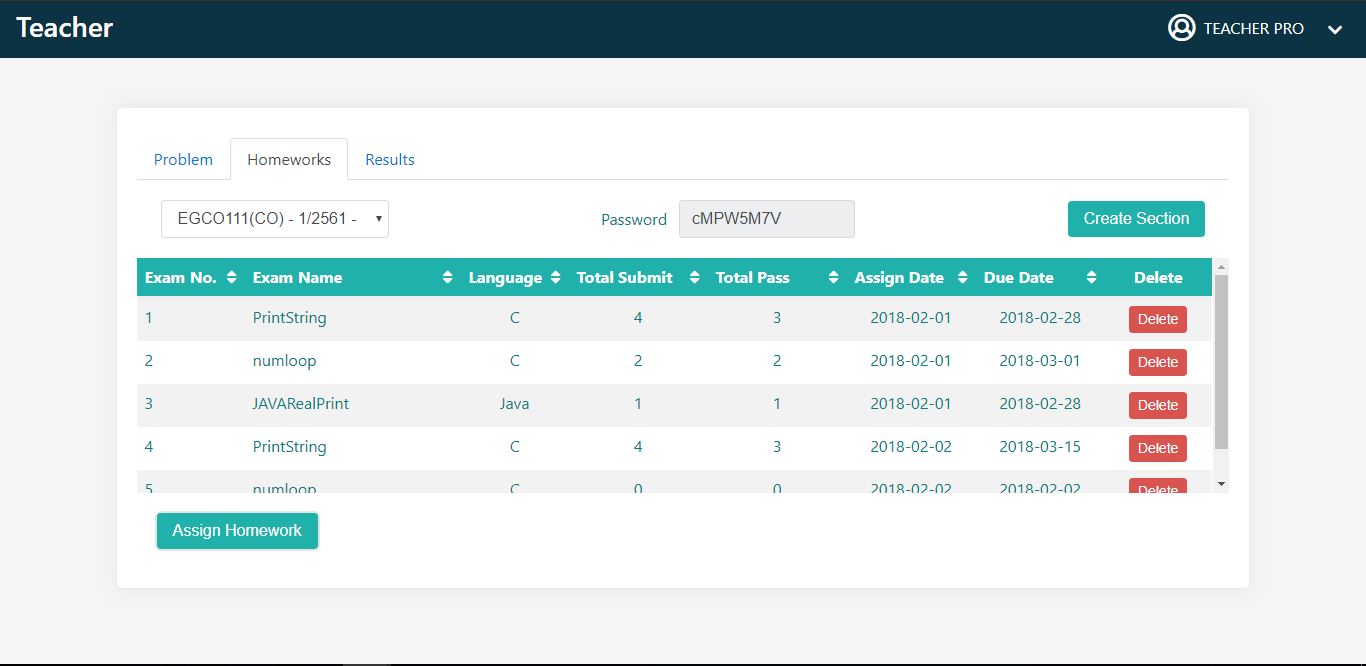 Teacher TEACHER PRO
Problem Homeworks Results
EGCO111(CO) - 1/2561 - Password cMPW5M7V Create Section
Exam No. Exam Name Language Total Submit Total Pass Assign Date Due Date Delete
1 PrintString C 4 3 2018-02-01 2018-02-28 Delete
2 numloop C 2 2 2018-02-01 2018-03-01 Delete
3 JAVARealPrint Java 1 1 2018-02-01 2018-02-28 Delete
4 PrintString C 4 3 2018-02-02 2018-03-15 Delete
5 numloop C 0 0 2018-02-02 2018-02-02 Delete
Assign Homework